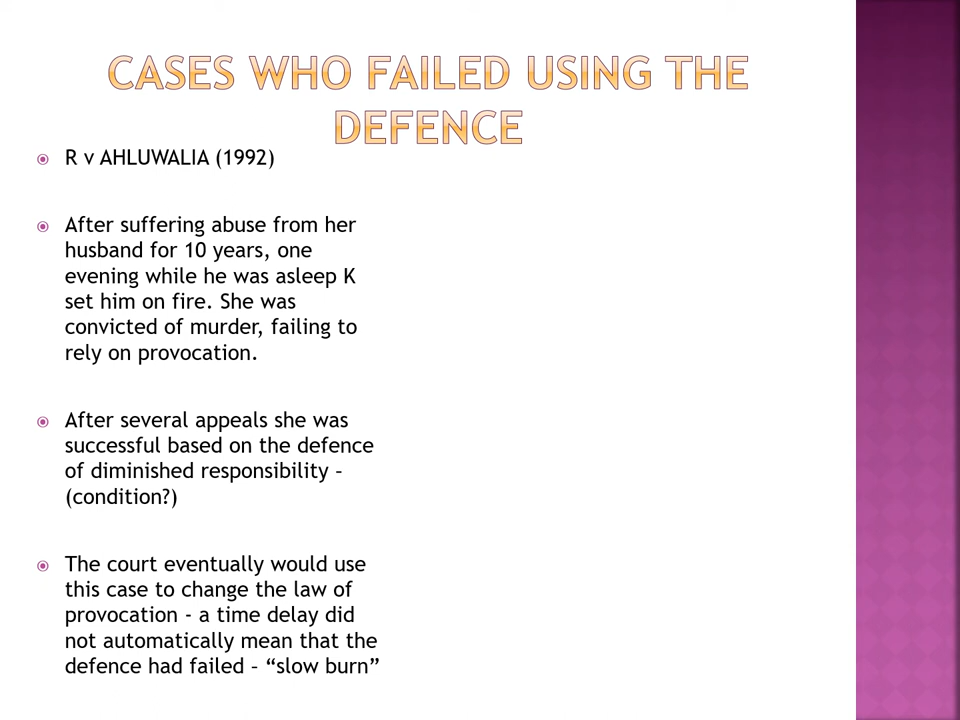 CASES WHO FAILED USING THE
DEFENCE
R v AHLUWALIA (1992)
After suffering abuse from her
husband for 10 years, one
evening while he was asleep K
set him on fire. She was
convicted of murder, failing to
rely on provocation.
After several appeals she was
successful based on the defence
of diminished responsibility –
(condition?)
The court eventually would use
this case to change the law of
provocation - a time delay did
not automatically mean that the
defence had failed – “slow burn”